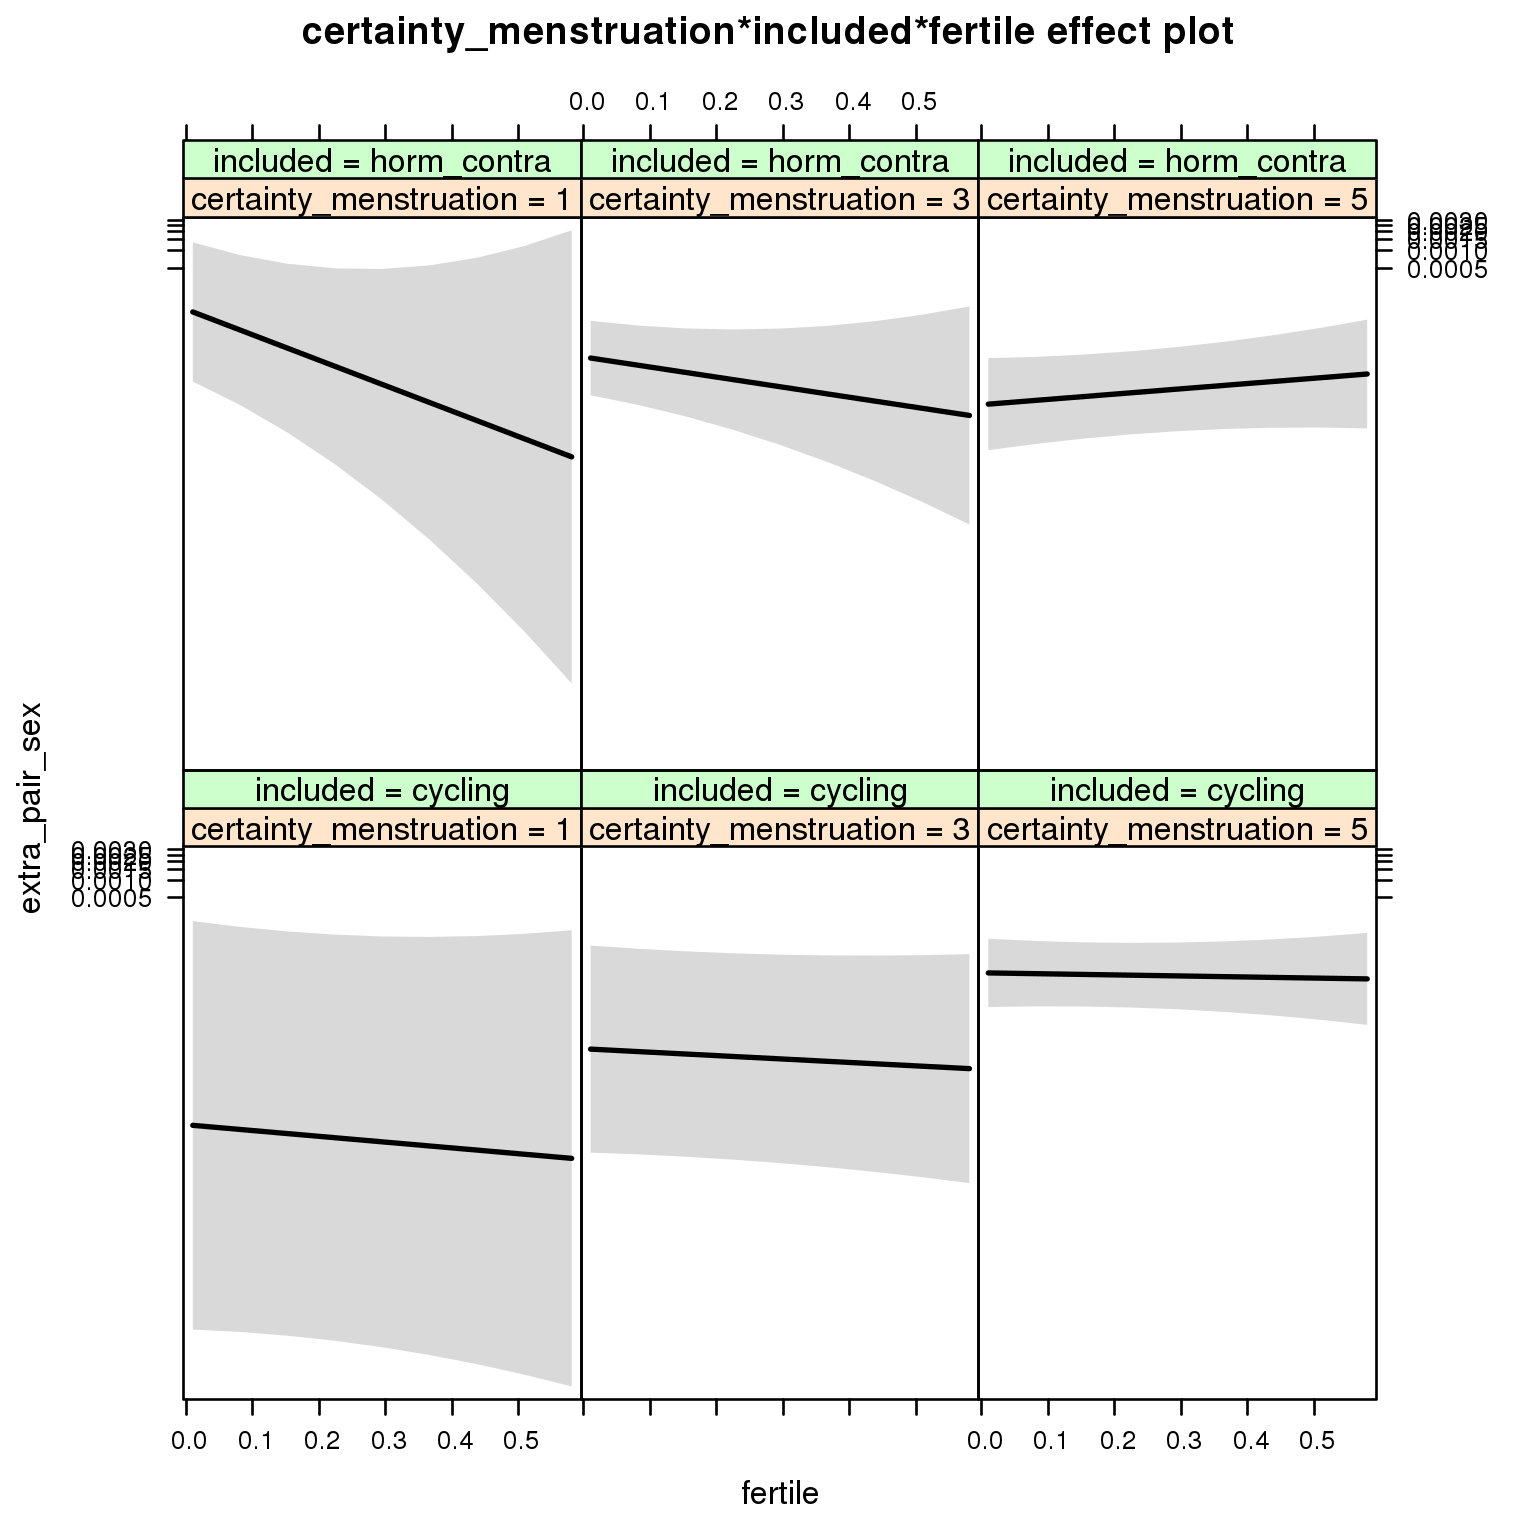 certainty_menstruation*included*fertile effect plot
0.0 0.1 0.2 0.3 0.4 0.5
included = horm_contra included = horm_contra included = horm_contra
certainty_menstruation = 1 certainty_menstruation = 3 certainty_menstruation = 5
0.0010
0.0005
extra_pair_sex
included = cycling included = cycling included = cycling
certainty_menstruation = 1 certainty_menstruation = 3 certainty_menstruation = 5
0.0010
0.0005
0.0 0.1 0.2 0.3 0.4 0.5 0.0 0.1 0.2 0.3 0.4 0.5
fertile